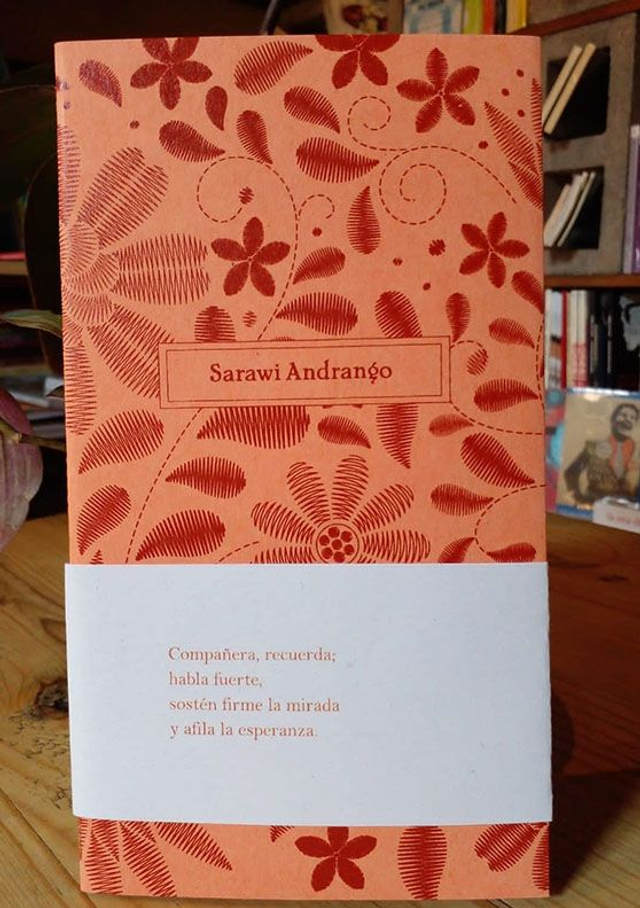 Sarawi Andrango
Compañera, recuerda;
habla fuerte,
sostén firme la mirada
y afila la esperanza.